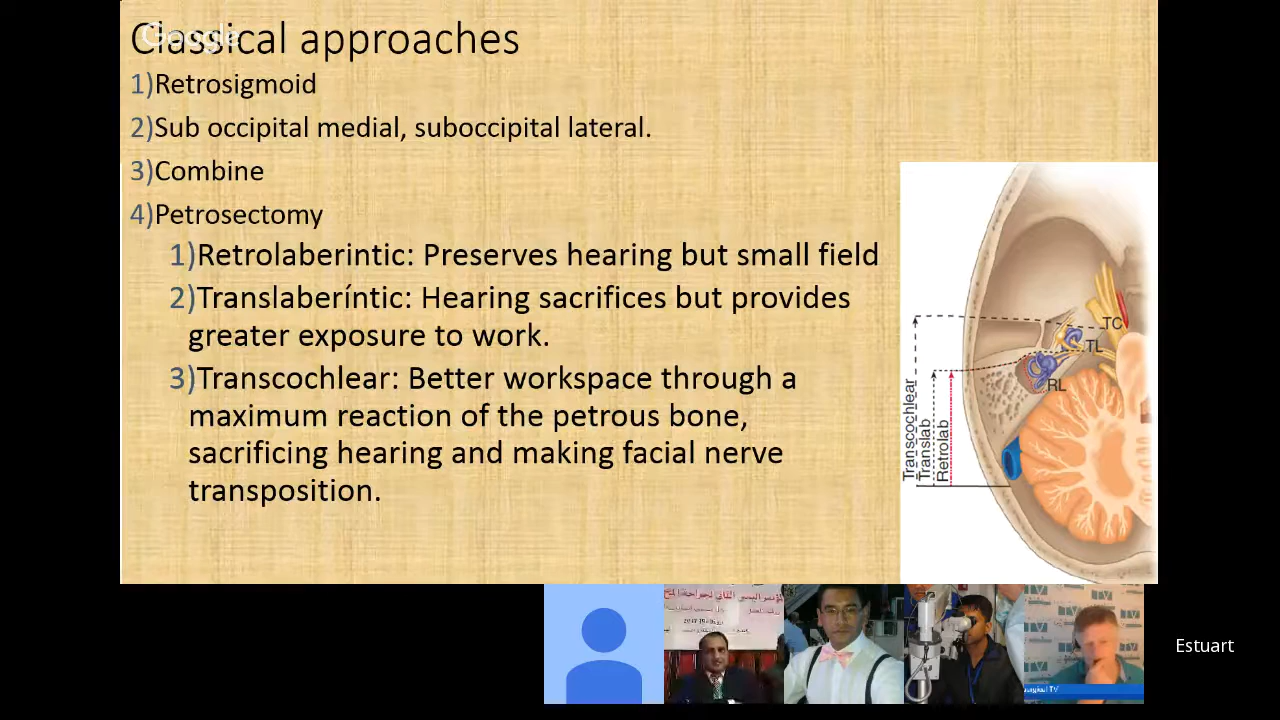 Classical approaches
Google
1)Retrosigmoid
2)Sub occipital medial, suboccipital lateral.
3)Combine
4)Petrosectomy
1)Retrolaberintic: Preserves hearing but small field
2)Translaberíntic: Hearing sacrifices but provides
greater exposure to work.
3)Transcochlear: Better workspace through a
maximum reaction of the petrous bone,
sacrificing hearing and making facial nerve
transposition.
TC
TL
RL
Transcochlear
Translab
Retrolab
Estuart